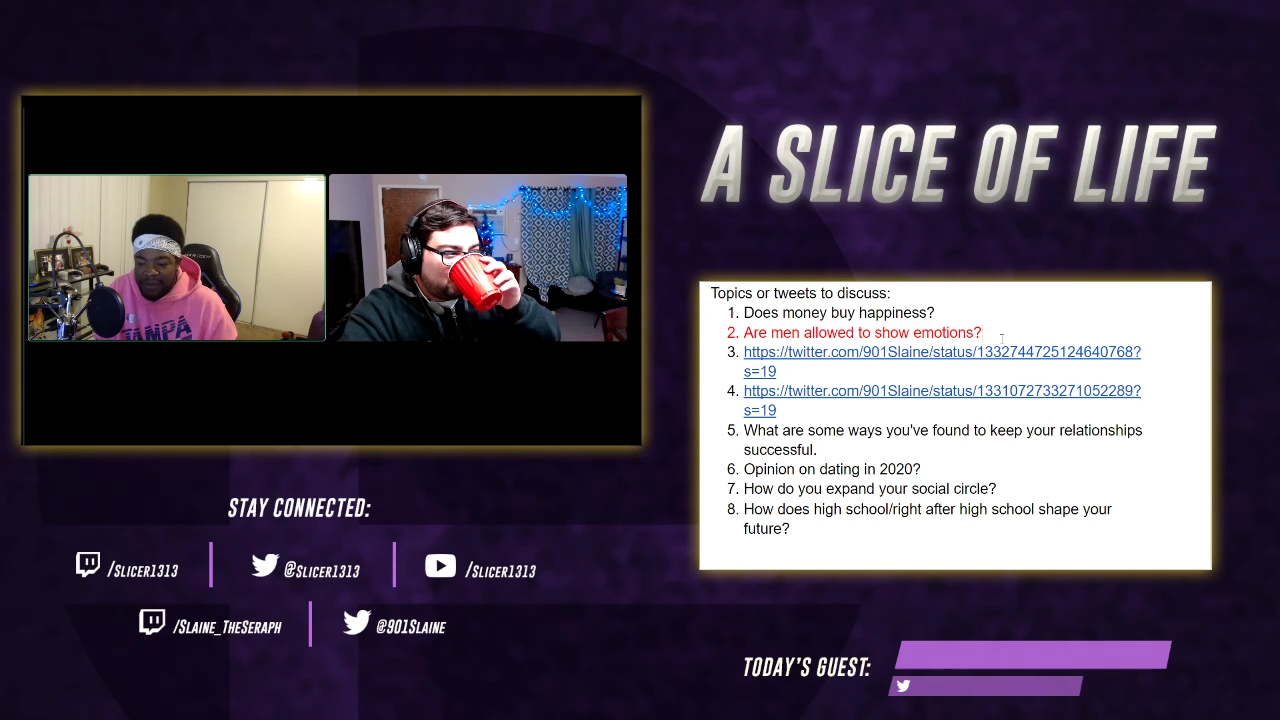 A SLICE OF LIFE
TAMPA
Topics or tweets to discuss:
1. Does money buy happiness?
2. Are men allowed to show emotions?
3. https://twitter.com/901Slaine/status/1332744725124640768?
s=19
4. https://twitter.com/901Slaine/status/1331072733271052289?
s=19
5. What are some ways you've found to keep your relationships
successful.
6. Opinion on dating in 2020?
7. How do you expand your social circle?
8. How does high school/right after high school shape your
future?
STAY CONNECTED:
/SLICER1313
@SLICER1313
/SLICER1313
/SLAINE_THESERAPH
@901SLAINE
TODAY'S GUEST: